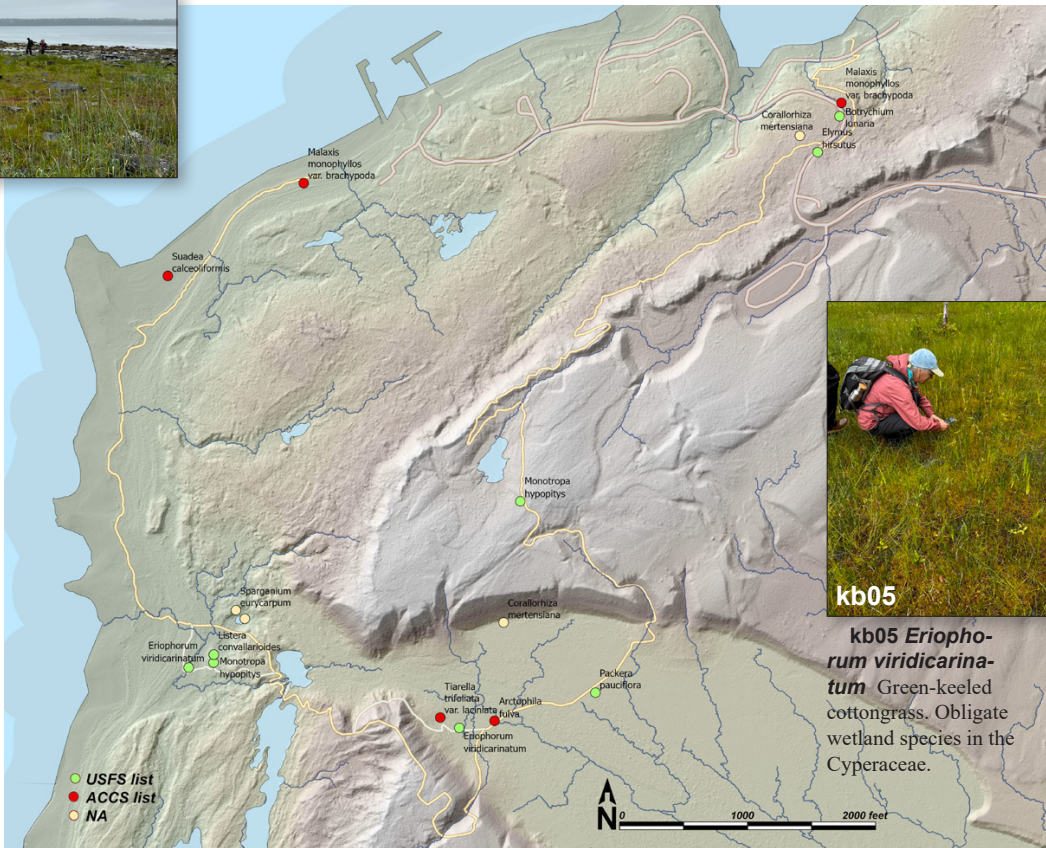 Malaxis
monophyllos
var. brachypoda
Botrychium
lunaria
Corallorhiza
mertensiana
Elymus
hirsutus
Malaxis
monophyllos
var. brachypoda
Suadea
calceoliformis
Monotropa
hypopitys
Sparganium
eurycarpum
Corallorhiza
mertensiana
Listera
convallarioides
Eriophorum
viridicarinatum
Monotropa
hypopitys
Packera
pauciflora
Tiarella
trifoliata
var. laciniata
Arctophila
fulva
Eriophorum
viridicarinatum
kb05
kb05 Eriopho-
rum viridicarina-
tum Green-keeled
cottongrass. Obligate
wetland species in the
Cyperaceae.
USFS list
ACCS list
NA
N
0 1000 2000 feet